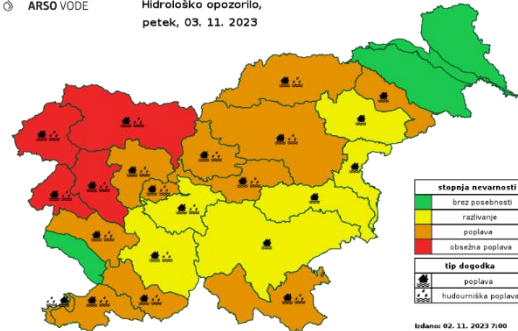 ARSO VODE
Hidrološko opozorilo,
petek, 03. 11. 2023
stopnja nevarnosti
brez posebnosti
razlivanje
poplava
obsežna poplava
tip dogodka
poplava
hudourniška poplava
Izdano: 02. 11. 2023 7:00